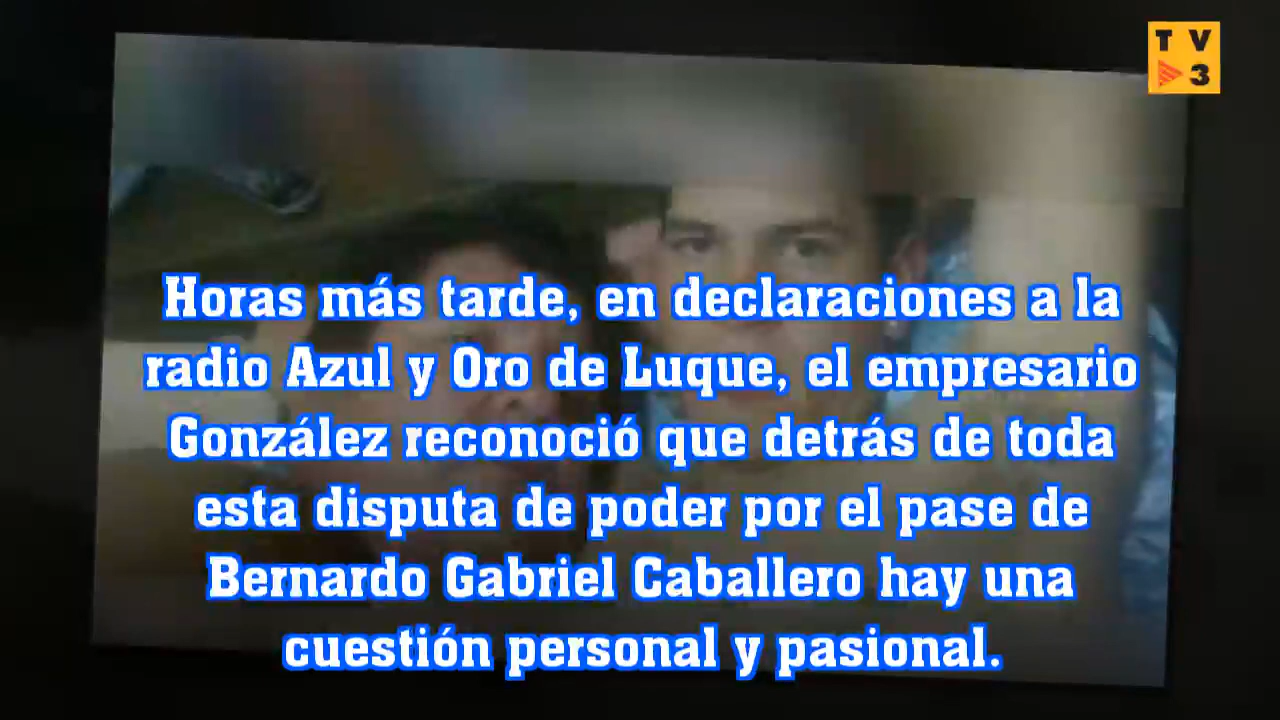 TV
3
Horas más tarde, en declaraciones a la
radio Azul y Oro de Luque, el empresario
González reconoció que detrás de toda
esta disputa de poder por el pase de
Bernardo Gabriel Caballero hay una
cuestión personal y pasional.